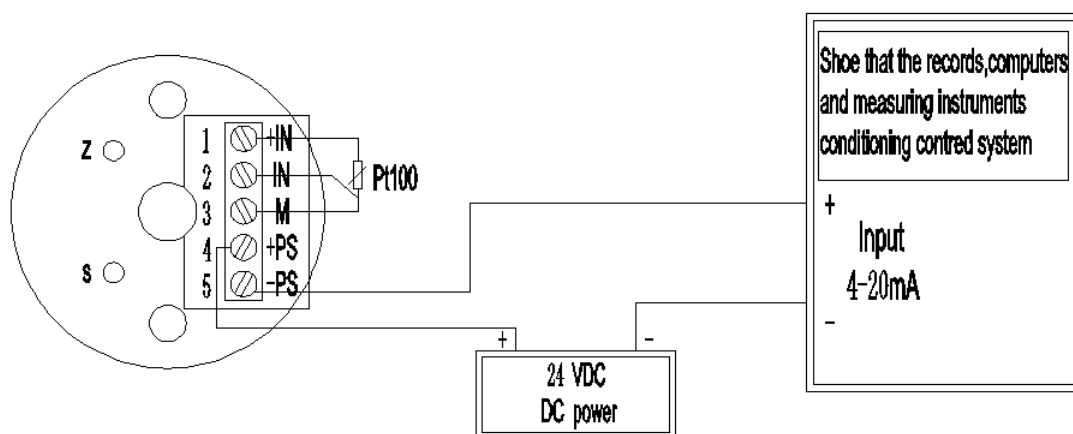 Z
S
1
2
3
4
5
+IN
IN
M
+PS
-PS
Pt100
Shoe that the records,computers
and measuring instruments
conditioning contred system
+
Input
4-20mA
-
+
-
24 VDC
DC power